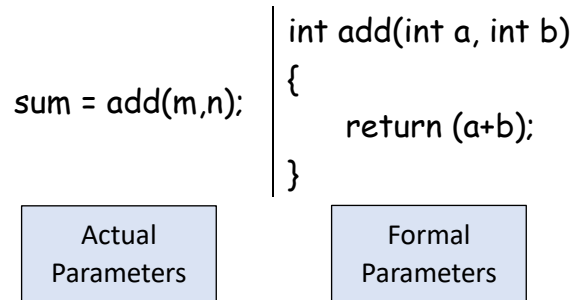 sum = add(m,n);
int add(int a, int b)
{
return (a+b);
}
Actual
Parameters
Formal
Parameters